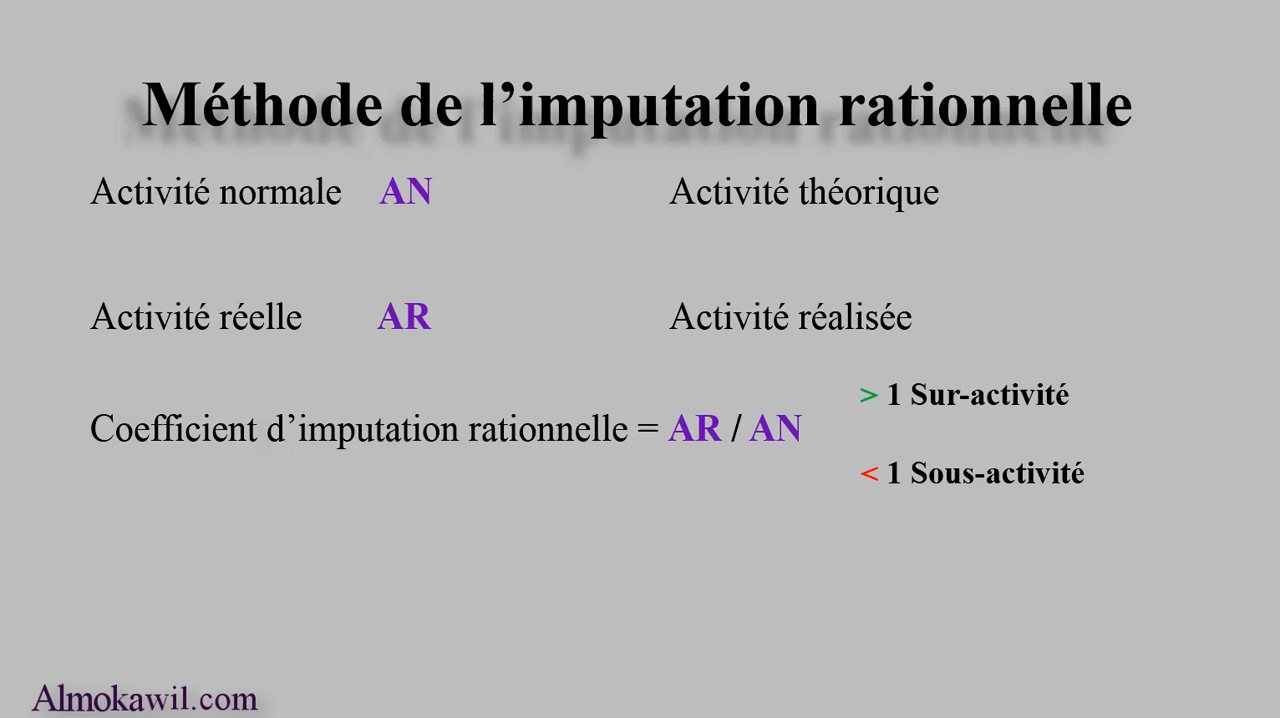 Méthode de l’imputation rationnelle
Activité normale AN Activité théorique
Activité réelle AR Activité réalisée
> 1 Sur-activité
Coefficient d’imputation rationnelle = AR / AN
< 1 Sous-activité
Almokawil.com